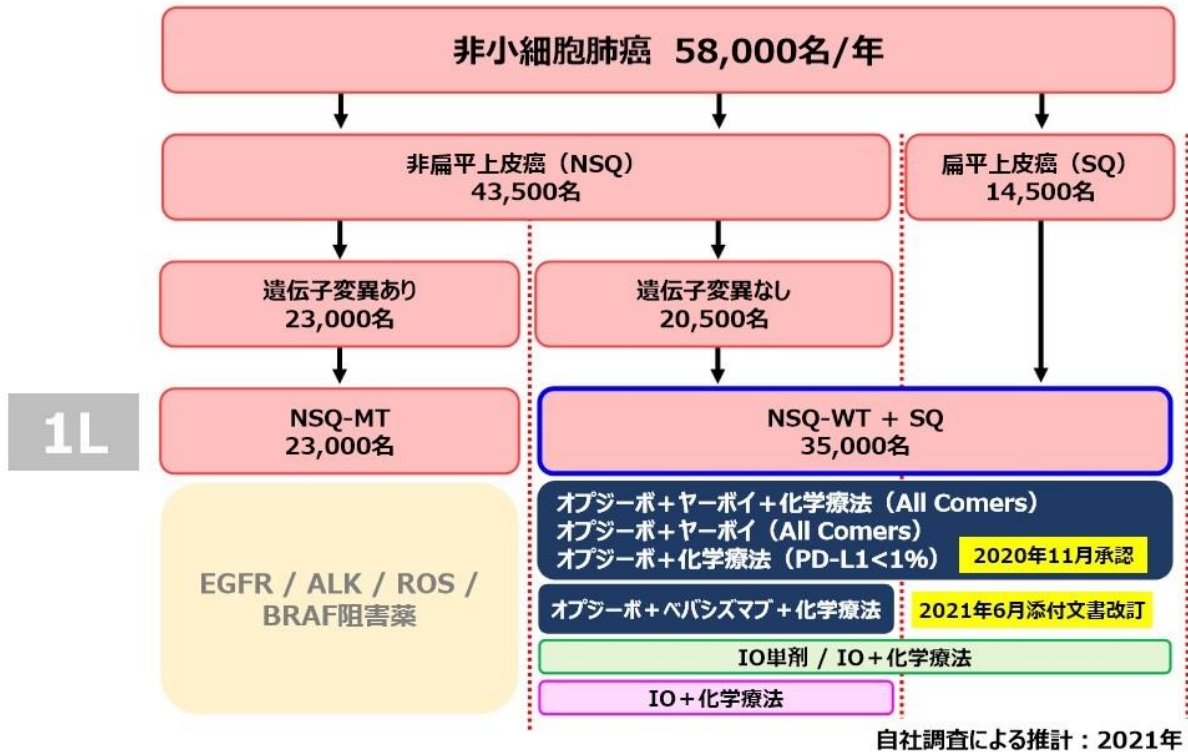 非小細胞肺癌 58,000名/年
非扁平上皮癌（NSQ）
43,500名
扁平上皮癌（SQ）
14,500名
遺伝子変異あり
23,000名
遺伝子変異なし
20,500名
1L
NSQ-MT
23,000名
NSQ-WT + SQ
35,000名
EGFR / ALK / ROS /
BRAF阻害薬
オプジーボ＋ヤーボイ＋化学療法（All Comers）
オプジーボ＋ヤーボイ（All Comers）
オプジーボ＋化学療法（PD-L1<1%）
2020年11月承認
オプジーボ＋ベバシズマブ＋化学療法
2021年6月添付文書改訂
IO単剤 / IO＋化学療法
IO＋化学療法
自社調査による推計：2021年